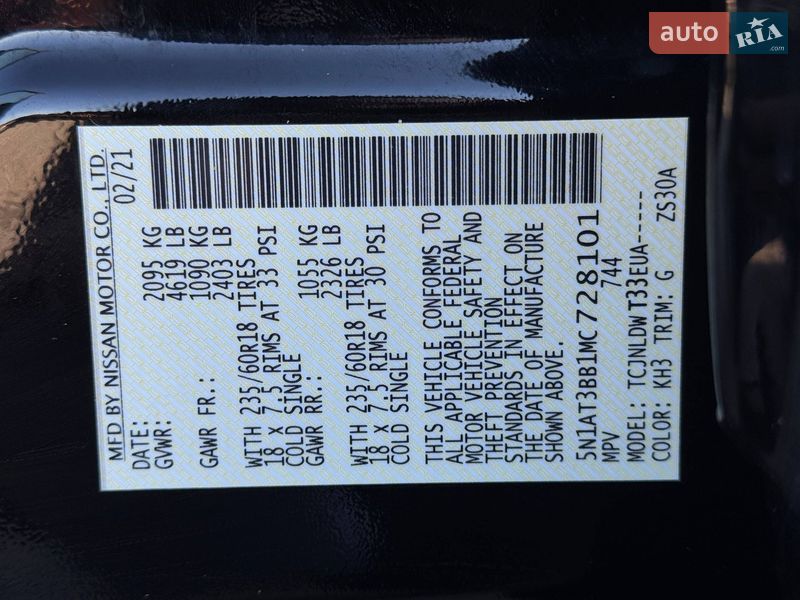 auto RIA.com
MFD BY NISSAN MOTOR CO., LTD.
DATE: 02/21
GVWR: 2095 KG
4619 LB
GAWR FR.: 1090 KG
2403 LB
WITH 235/60R18 TIRES
18 X 7.5 RIMS AT 33 PSI
COLD SINGLE
GAWR RR.: 1055 KG
2326 LB
WITH 235/60R18 TIRES
18 X 7.5 RIMS AT 30 PSI
COLD SINGLE
THIS VEHICLE CONFORMS TO
ALL APPLICABLE FEDERAL
MOTOR VEHICLE SAFETY AND
THEFT PREVENTION
STANDARDS IN EFFECT ON
THE DATE OF MANUFACTURE
SHOWN ABOVE.
5N1AT3BB1MC728101
MPV 744
MODEL: TCJNLDWT33EUA-----
COLOR: KH3 TRIM: G ZS30A